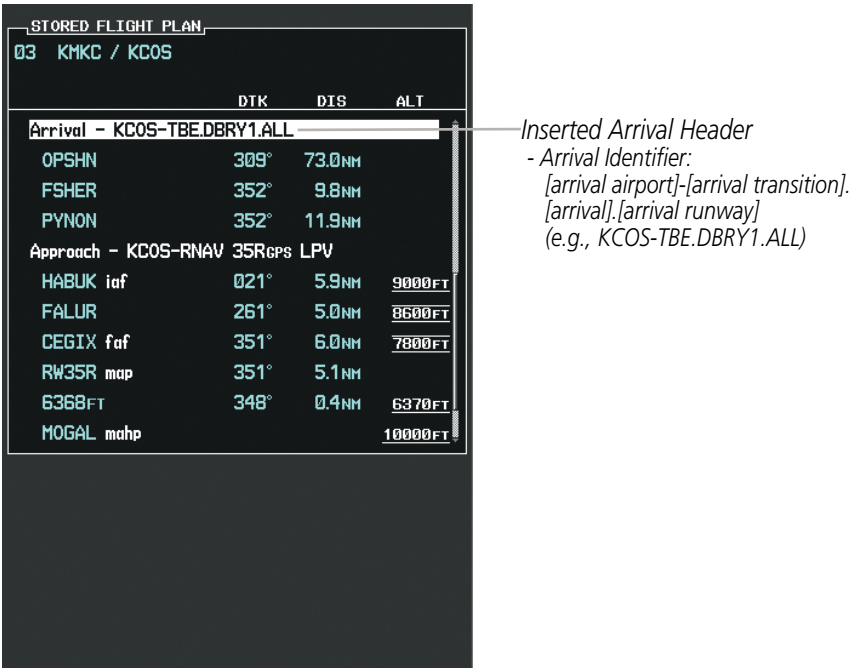 STORED FLIGHT PLAN
03 KMKC / KCOS
DTK DIS ALT
Arrival – KCOS–TBE.DBRY1.ALL
OPSHN 309° 73.0NM
FSHER 352° 9.8NM
PYNON 352° 11.9NM
Approach – KCOS–RNAV 35RGPS LPV
HABUK iaf 021° 5.9NM 9000FT
FALUR 261° 5.0NM 8600FT
CEGIX faf 351° 6.0NM 7800FT
RW35R map 351° 5.1NM
6368FT 348° 0.4NM 6370FT
MOGAL mahp 10000FT
Inserted Arrival Header
- Arrival Identifier:
[arrival airport]-[arrival transition].
[arrival].[arrival runway]
(e.g., KCOS-TBE.DBRY1.ALL)